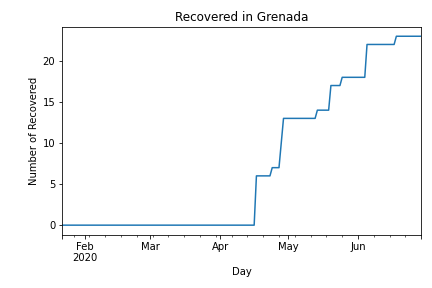 Recovered in Grenada
Number of Recovered
20
15
10
5
0
Feb
2020
Mar
Apr
May
Jun
Day